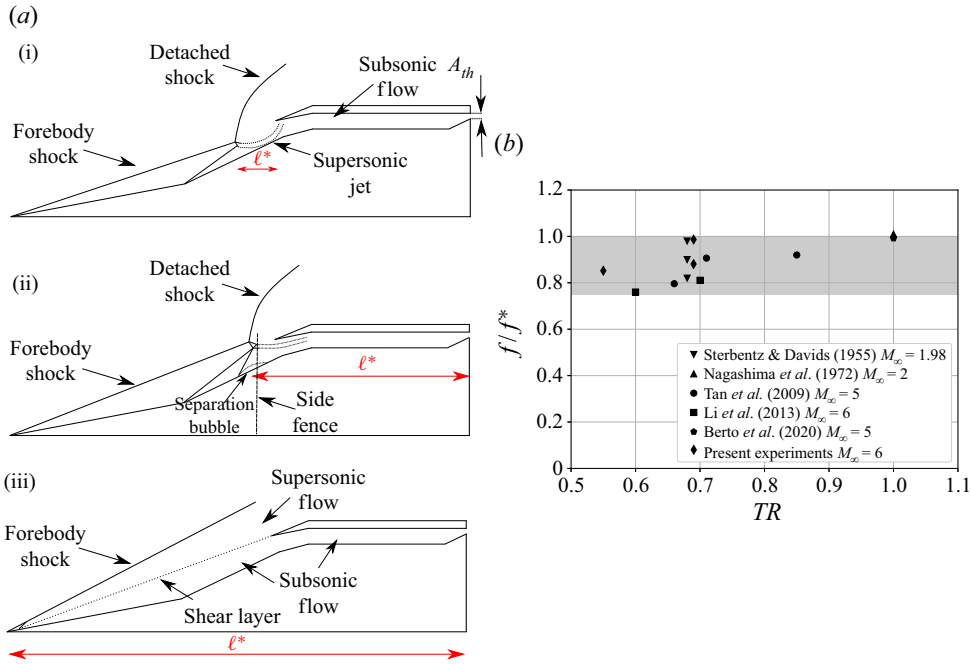 (a)
(i)
Detached
shock
Subsonic
flow
A_th
Forebody
shock
ℓ*
Supersonic
jet
(ii)
Detached
shock
ℓ*
Separation
bubble
Side
fence
(iii)
Supersonic
flow
Forebody
shock
Subsonic
flow
Shear layer
ℓ*
(b)
1.2
1.0
0.8
0.6
0.4
0.2
0
f/f*
Sterbentz & Davids (1955) M∞ = 1.98
Nagashima et al. (1972) M∞ = 2
Tan et al. (2009) M∞ = 5
Li et al. (2013) M∞ = 6
Berto et al. (2020) M∞ = 5
Present experiments M∞ = 6
0.5 0.6 0.7 0.8 0.9 1.0 1.1
TR